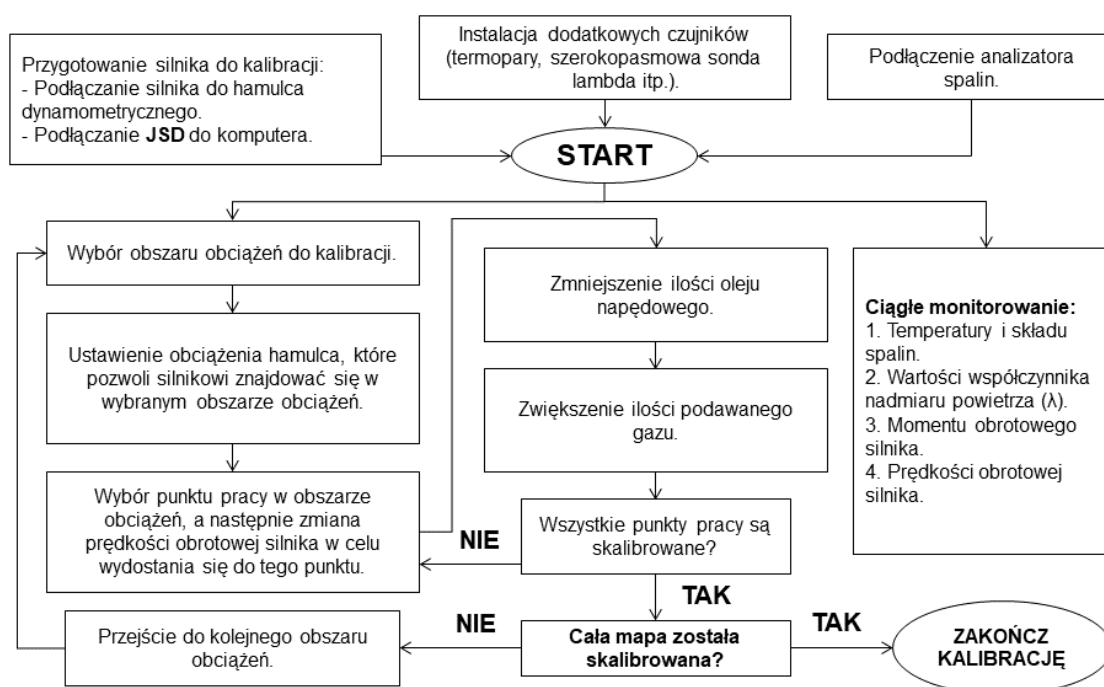 Przygotowanie silnika do kalibracji:
- Podłączanie silnika do hamulca
dynamometrycznego.
- Podłączanie JSD do komputera.
Instalacja dodatkowych czujników
(termopary, szerokopasmowa sonda
lambda itp.).
Podłączenie analizatora
spalin.
START
Wybór obszaru obciążeń do kalibracji.
Ustawienie obciążenia hamulca, które
pozwoli silnikowi znajdować się w
wybranym obszarze obciążeń.
Wybór punktu pracy w obszarze
obciążeń, a następnie zmiana
prędkości obrotowej silnika w celu
wydostania się do tego punktu.
Zmniejszenie ilości oleju
napędowego.
Zwiększenie ilości podawanego
gazu.
Wszystkie punkty pracy są
skalibrowane?
NIE
TAK
Ciągłe monitorowanie:
1. Temperatury i składu
spalin.
2. Wartości współczynnika
nadmiaru powietrza (λ).
3. Momentu obrotowego
silnika.
4. Prędkości obrotowej
silnika.
Przejście do kolejnego obszaru
obciążeń.
NIE
Cała mapa została
skalibrowana?
TAK
ZAKOŃCZ
KALIBRACJĘ